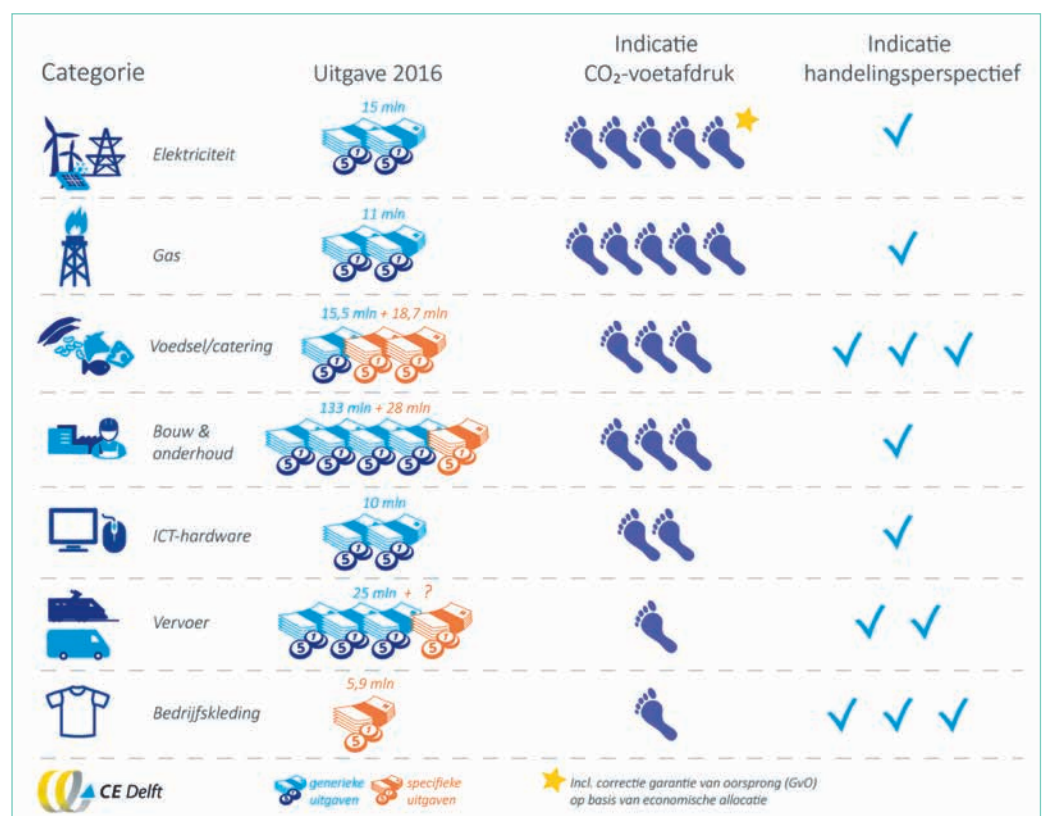 Categorie
Uitgave 2016
Indicatie
CO₂-voetafdruk
Indicatie
handelingsperspectief
15 mln
Elektriciteit
11 mln
Gas
15,5 mln + 18,7 mln
Voedsel/catering
133 mln + 28 mln
Bouw &
onderhoud
10 mln
ICT-hardware
25 mln + ?
Vervoer
5,9 mln
Bedrijfskleding
CE Delft
generieke
uitgaven
specifieke
uitgaven
Incl. correctie garantie van oorsprong (GvO)
op basis van economische allocatie